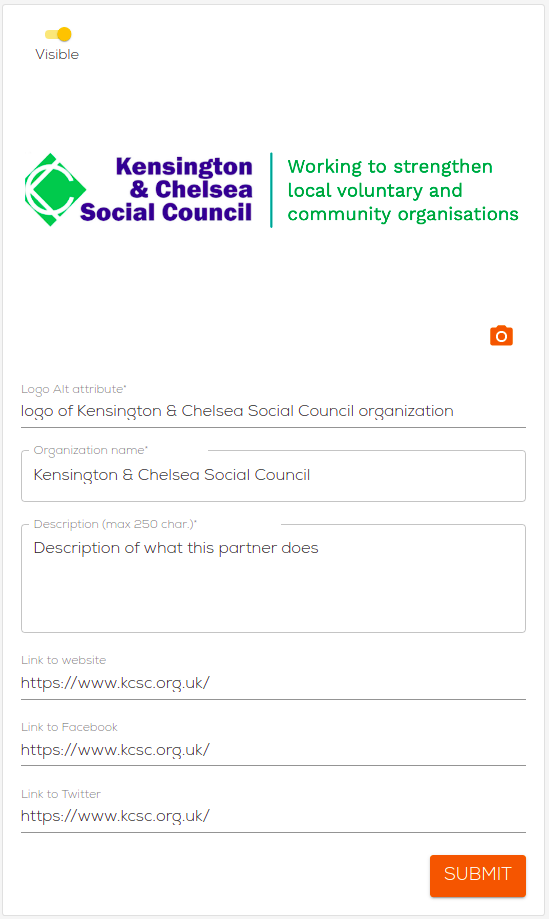 Visible
Kensington
& Chelsea
Social Council
Working to strengthen
local voluntary and
community organisations
Logo Alt attribute*
logo of Kensington & Chelsea Social Council organization
Organization name*
Kensington & Chelsea Social Council
Description (max 250 char.)*
Description of what this partner does
Link to website
https://www.kcsc.org.uk/
Link to Facebook
https://www.kcsc.org.uk/
Link to Twitter
https://www.kcsc.org.uk/
SUBMIT